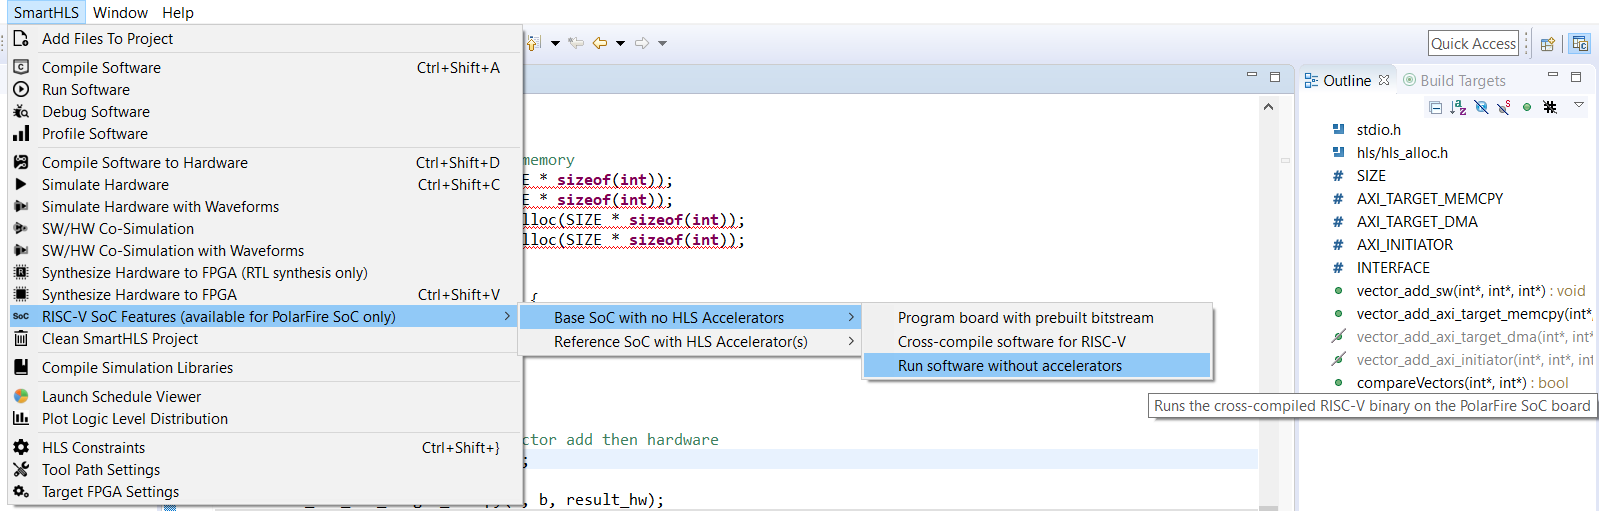 SmartHLS Window Help
Add Files To Project
Compile Software Ctrl+Shift+A
Run Software
Debug Software
Profile Software
Compile Software to Hardware Ctrl+Shift+D
Simulate Hardware Ctrl+Shift+C
Simulate Hardware with Waveforms
SW/HW Co-Simulation
SW/HW Co-Simulation with Waveforms
Synthesize Hardware to FPGA (RTL synthesis only)
Synthesize Hardware to FPGA Ctrl+Shift+V
SoC RISC-V SoC Features (available for PolarFire SoC only)
Clean SmartHLS Project
Compile Simulation Libraries
Launch Schedule Viewer
Plot Logic Level Distribution
HLS Constraints Ctrl+Shift+}
Tool Path Settings
Target FPGA Settings
Base SoC with no HLS Accelerators
Reference SoC with HLS Accelerator(s)
Program board with prebuilt bitstream
Cross-compile software for RISC-V
Run software without accelerators
Runs the cross-compiled RISC-V binary on the PolarFire SoC board
memory
E * sizeof(int));
E * sizeof(int));
lloc(SIZE * sizeof(int));
lloc(SIZE * sizeof(int));
{
ctor add then hardware
;
, b, result_hw);
Quick Access
Outline Build Targets
stdio.h
hls/hls_alloc.h
# SIZE
# AXI_TARGET_MEMCPY
# AXI_TARGET_DMA
# AXI_INITIATOR
# INTERFACE
vector_add_sw(int*, int*, int*) : void
vector_add_axi_target_memcpy(int*,
vector_add_axi_target_dma(int*, int*,
vector_add_axi_initiator(int*, int*, int
compareVectors(int*, int*) : bool